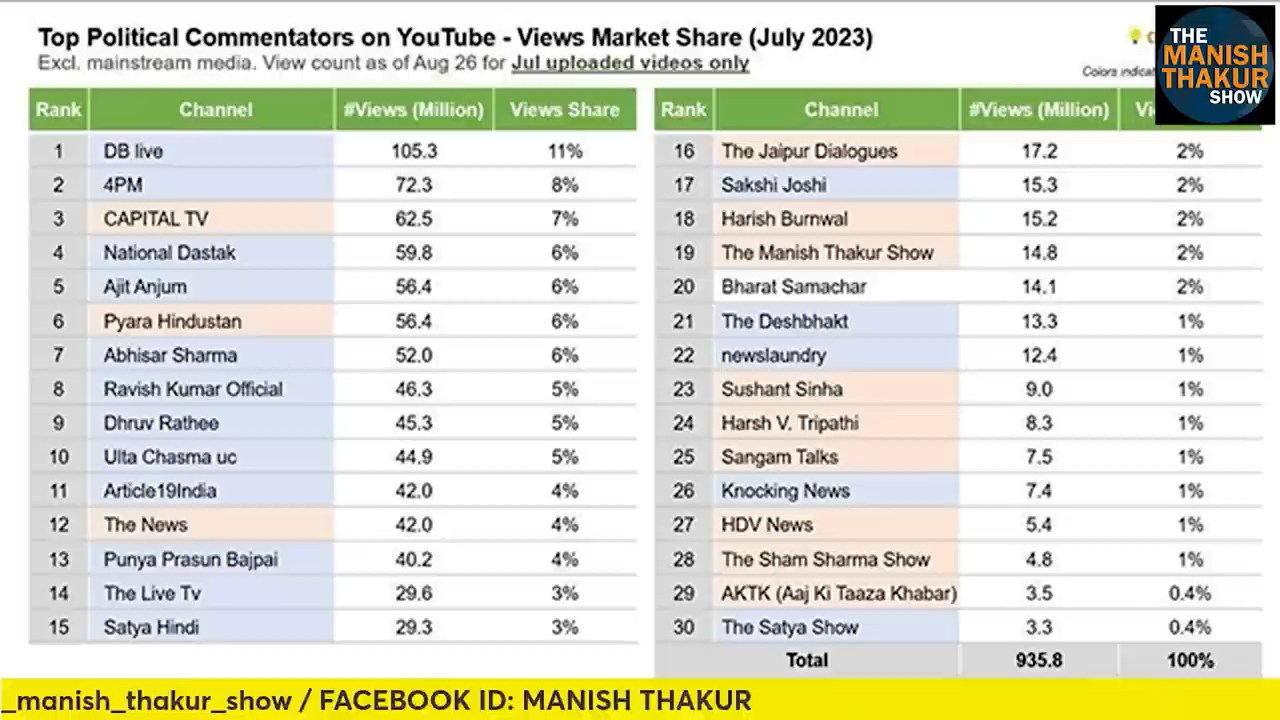 Top Political Commentators on YouTube - Views Market Share (July 2023)
Excl. mainstream media. View count as of Aug 26 for Jul uploaded videos only
Colors
THE
MANISH
THAKUR
SHOW
Rank Channel #Views (Million) Views Share
1 DB live 105.3 11%
2 4PM 72.3 8%
3 CAPITAL TV 62.5 7%
4 National Dastak 59.8 6%
5 Ajit Anjum 56.4 6%
6 Pyara Hindustan 56.4 6%
7 Abhisar Sharma 52.0 6%
8 Ravish Kumar Official 46.3 5%
9 Dhruv Rathee 45.3 5%
10 Ulta Chasma uc 44.9 5%
11 Article19India 42.0 4%
12 The News 42.0 4%
13 Punya Prasun Bajpai 40.2 4%
14 The Live Tv 29.6 3%
15 Satya Hindi 29.3 3%
Rank Channel #Views (Million)
16 The Jaipur Dialogues 17.2 2%
17 Sakshi Joshi 15.3 2%
18 Harish Burnwal 15.2 2%
19 The Manish Thakur Show 14.8 2%
20 Bharat Samachar 14.1 2%
21 The Deshbhakt 13.3 1%
22 newslaundry 12.4 1%
23 Sushant Sinha 9.0 1%
24 Harsh V. Tripathi 8.3 1%
25 Sangam Talks 7.5 1%
26 Knocking News 7.4 1%
27 HDV News 5.4 1%
28 The Sham Sharma Show 4.8 1%
29 AKTK (Aaj Ki Taaza Khabar) 3.5 0.4%
30 The Satya Show 3.3 0.4%
Total 935.8 100%
_manish_thakur_show / FACEBOOK ID: MANISH THAKUR